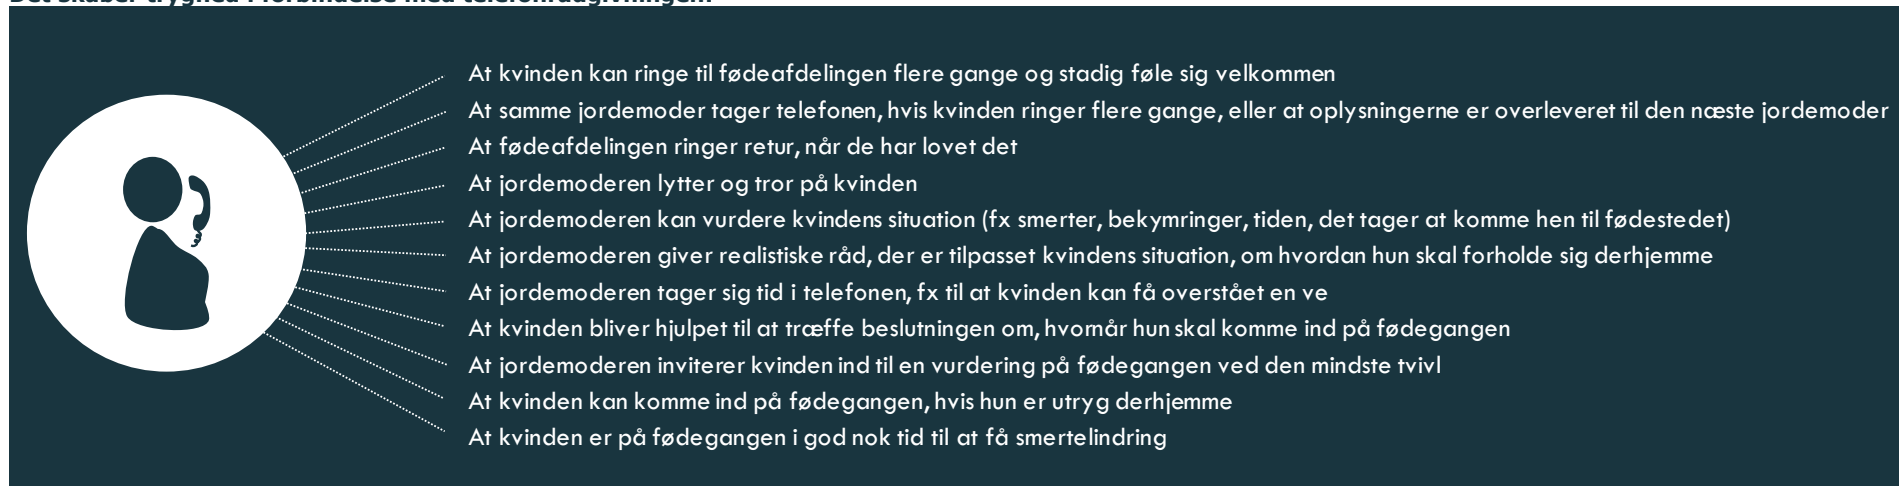 Det skaber tryghed i forbindelse med telefonrådgivningen:
At kvinden kan ringe til fødeafdelingen flere gange og stadig føle sig velkommen
At samme jordemoder tager telefonen, hvis kvinden ringer flere gange, eller at oplysningerne er overleveret til den næste jordemoder
At fødeafdelingen ringer retur, når de har lovet det
At jordemoderen lytter og tror på kvinden
At jordemoderen kan vurdere kvindens situation (fx smerter, bekymringer, tiden, det tager at komme hen til fødestedet)
At jordemoderen giver realistiske råd, der er tilpasset kvindens situation, om hvordan hun skal forholde sig derhjemme
At jordemoderen tager sig tid i telefonen, fx til at kvinden kan få overstået en ve
At kvinden bliver hjulpet til at træffe beslutningen om, hvornår hun skal komme ind på fødegangen
At jordemoderen inviterer kvinden ind til en vurdering på fødegangen ved den mindste tvivl
At kvinden kan komme ind på fødegangen, hvis hun er utryg derhjemme
At kvinden er på fødegangen i god nok tid til at få smertelindring